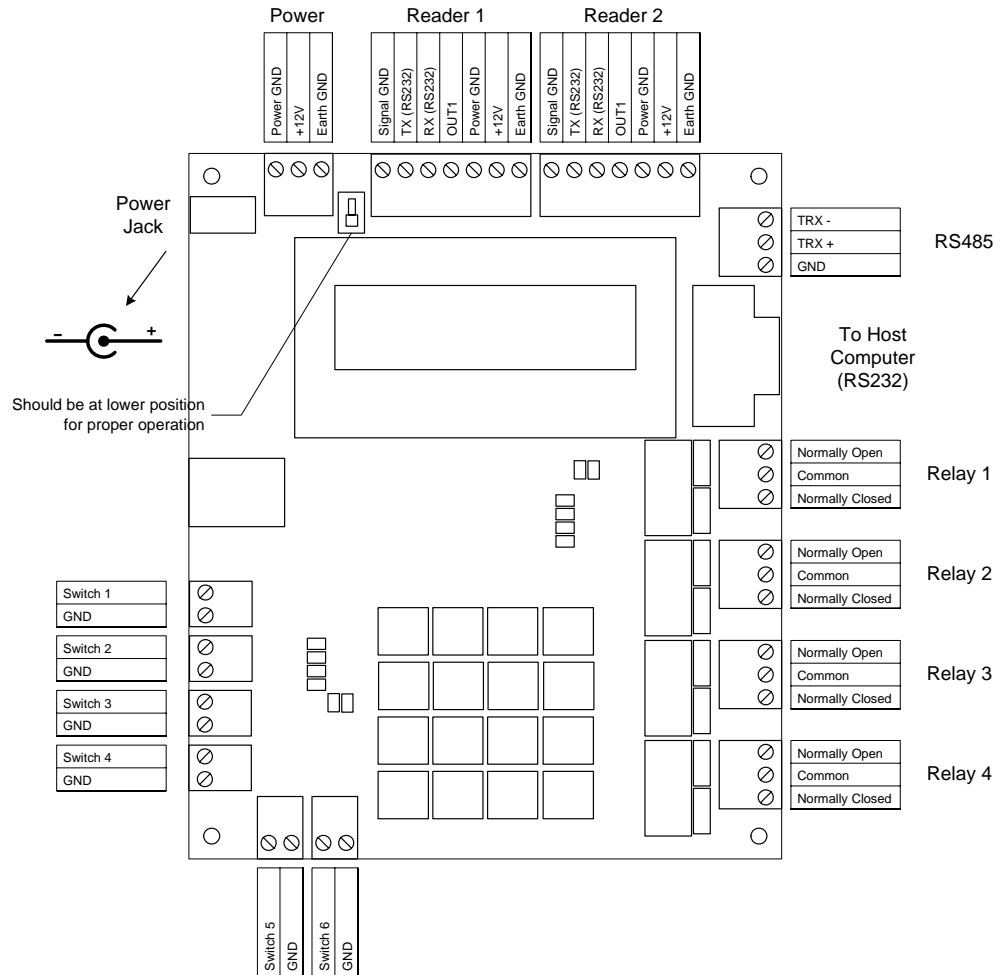 Power
Reader 1
Reader 2
Power GND
+12V
Earth GND
Signal GND
TX (RS232)
RX (RS232)
OUT1
Power GND
+12V
Earth GND
Signal GND
TX (RS232)
RX (RS232)
OUT1
Power GND
+12V
Earth GND
Power
Jack
- +
Should be at lower position
for proper operation
TRX -
TRX +
GND
RS485
To Host
Computer
(RS232)
Normally Open
Common
Normally Closed
Relay 1
Normally Open
Common
Normally Closed
Relay 2
Normally Open
Common
Normally Closed
Relay 3
Normally Open
Common
Normally Closed
Relay 4
Switch 1
GND
Switch 2
GND
Switch 3
GND
Switch 4
GND
Switch 5
GND
Switch 6
GND